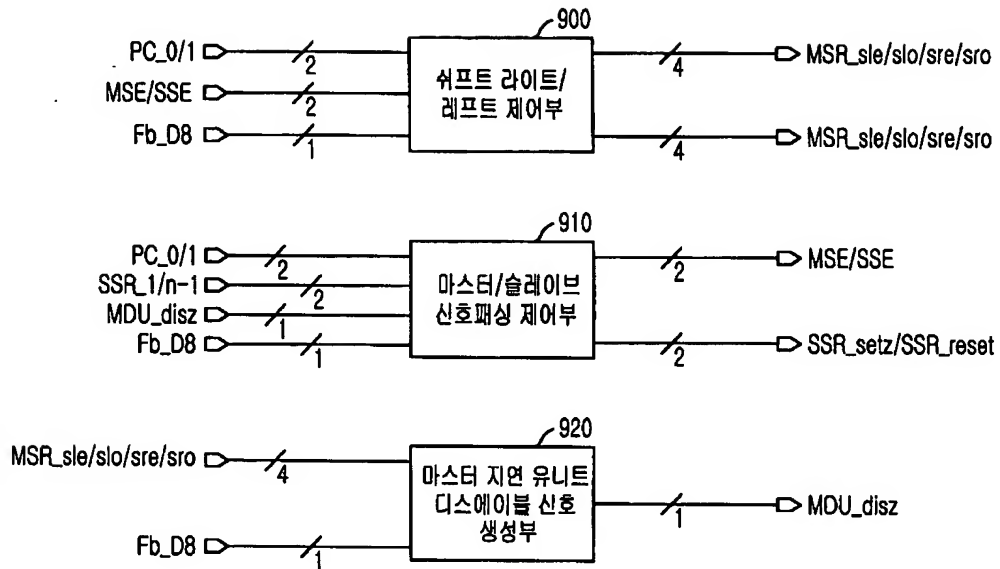 900
PC_0/1
2
MSE/SSE
2
Fb_D8
1
쉬프트 라이트/
레프트 제어부
4
MSR_sle/slo/sre/sro
4
MSR_sle/slo/sre/sro
910
PC_0/1
2
SSR_1/n-1
2
MDU_disz
1
Fb_D8
1
마스터/슬레이브
신호패싱 제어부
2
MSE/SSE
2
SSR_setz/SSR_reset
920
MSR_sle/slo/sre/sro
4
Fb_D8
1
마스터 지연 유니트
디스에이블 신호
생성부
1
MDU_disz